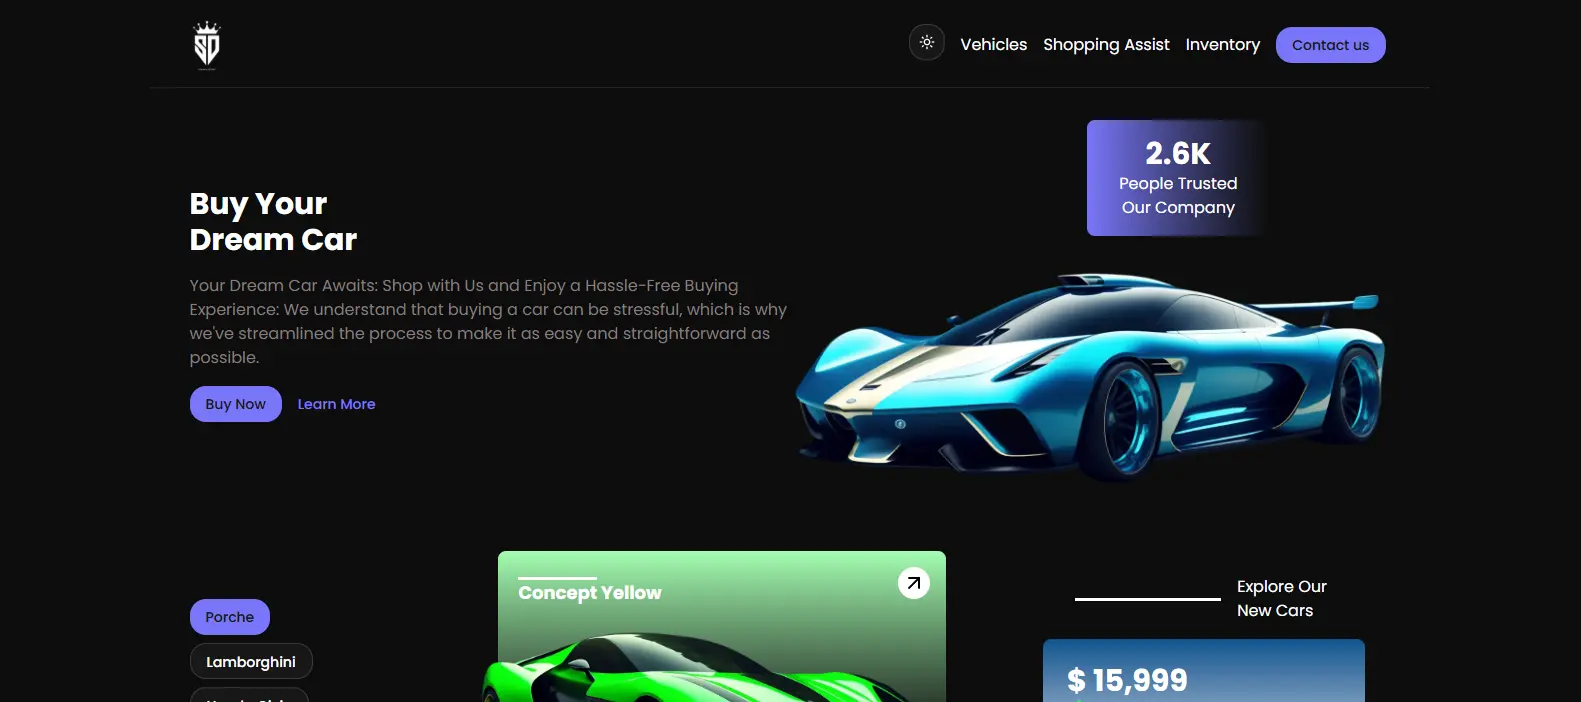 SD
Vehicles
Shopping Assist
Inventory
Contact us
2.6K
People Trusted
Our Company
Buy Your
Dream Car
Your Dream Car Awaits: Shop with Us and Enjoy a Hassle-Free Buying
Experience: We understand that buying a car can be stressful, which is why
we've streamlined the process to make it as easy and straightforward as
possible.
Buy Now
Learn More
Porche
Lamborghini
Concept Yellow
Explore Our
New Cars
$ 15,999